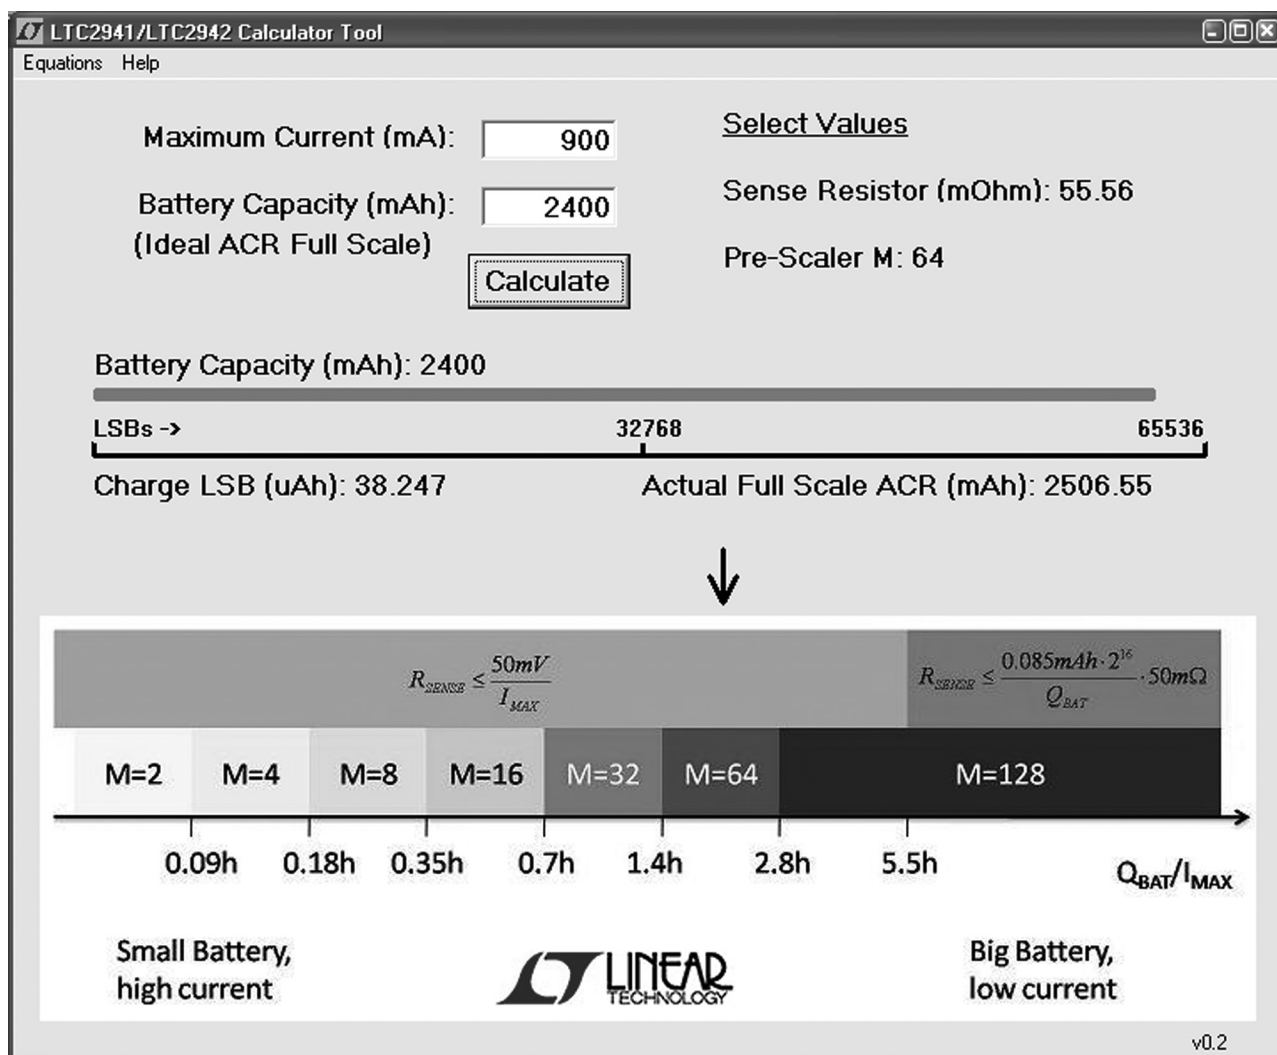 LTC2941/LTC2942 Calculator Tool
Equations Help
Maximum Current (mA): 900
Battery Capacity (mAh): 2400
(Ideal ACR Full Scale)
Calculate
Select Values
Sense Resistor (mOhm): 55.56
Pre-Scaler M: 64
Battery Capacity (mAh): 2400
LSBs -> 32768 65536
Charge LSB (uAh): 38.247 Actual Full Scale ACR (mAh): 2506.55
R_SENSE ≤ 50mV / I_MAX
R_SENSE ≤ 0.085mAh·2^16 / Q_BAT · 50mΩ
M=2 M=4 M=8 M=16 M=32 M=64 M=128
0.09h 0.18h 0.35h 0.7h 1.4h 2.8h 5.5h Q_BAT/I_MAX
Small Battery,
high current
LINEAR
TECHNOLOGY
Big Battery,
low current
v0.2